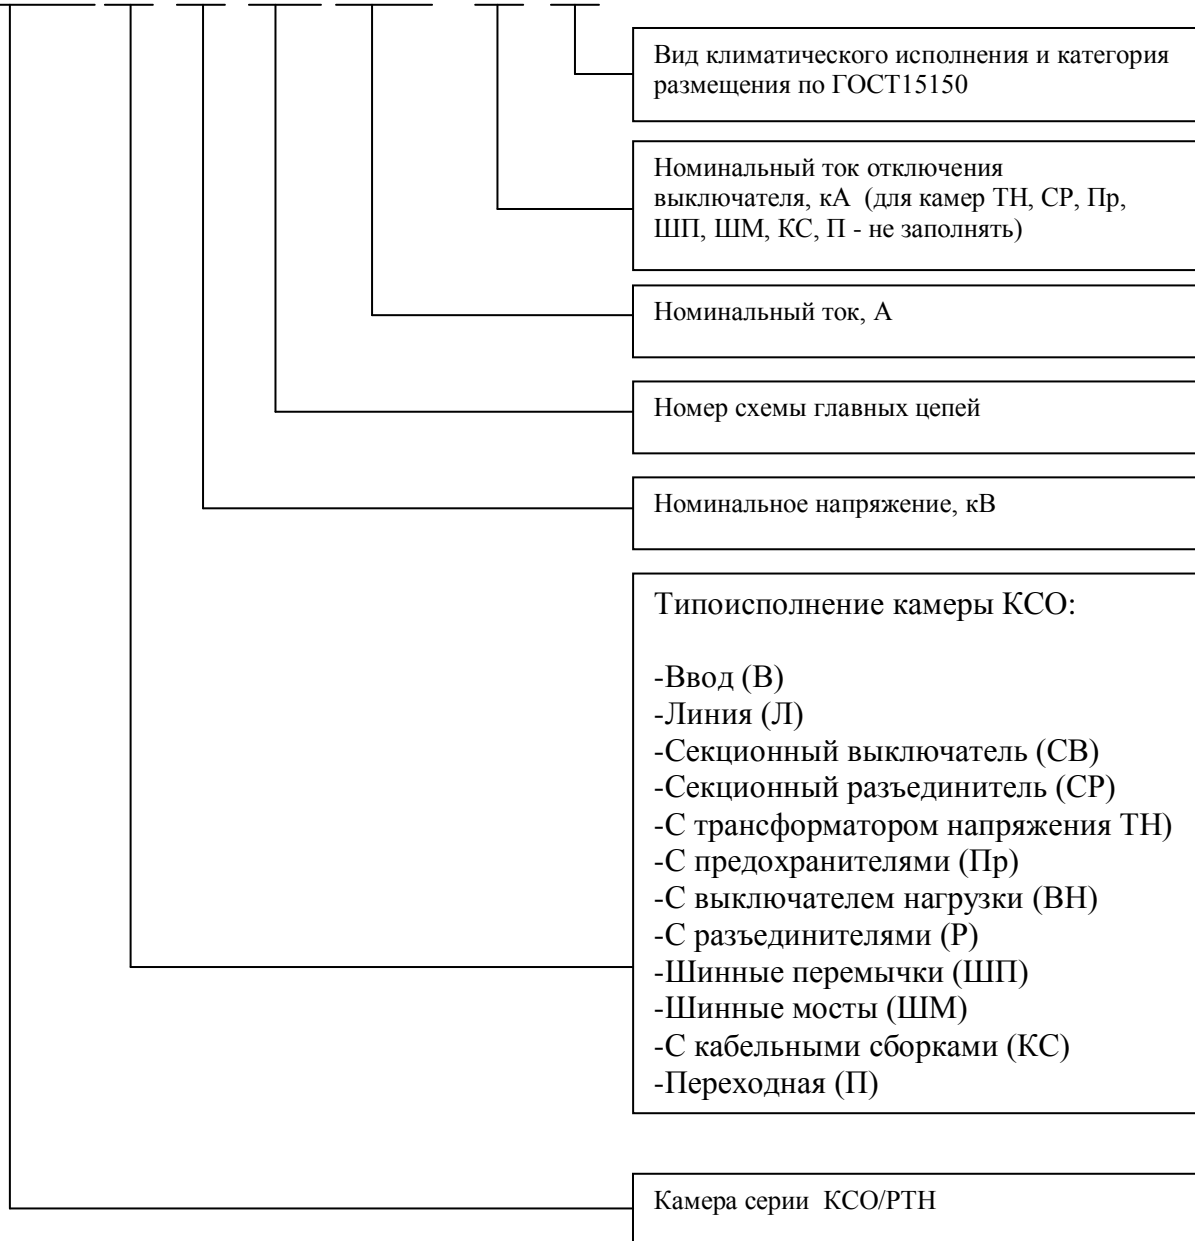 Вид климатического исполнения и категория
размещения по ГОСТ15150
Номинальный ток отключения
выключателя, кА (для камер ТН, СР, Пр,
ШП, ШМ, КС, П - не заполнять)
Номинальный ток, А
Номер схемы главных цепей
Номинальное напряжение, кВ
Типоисполнение камеры КСО:
-Ввод (В)
-Линия (Л)
-Секционный выключатель (СВ)
-Секционный разъединитель (СР)
-С трансформатором напряжения ТН)
-С предохранителями (Пр)
-С выключателем нагрузки (ВН)
-С разъединителями (Р)
-Шинные перемычки (ШП)
-Шинные мосты (ШМ)
-С кабельными сборками (КС)
-Переходная (П)
Камера серии КСО/РТН